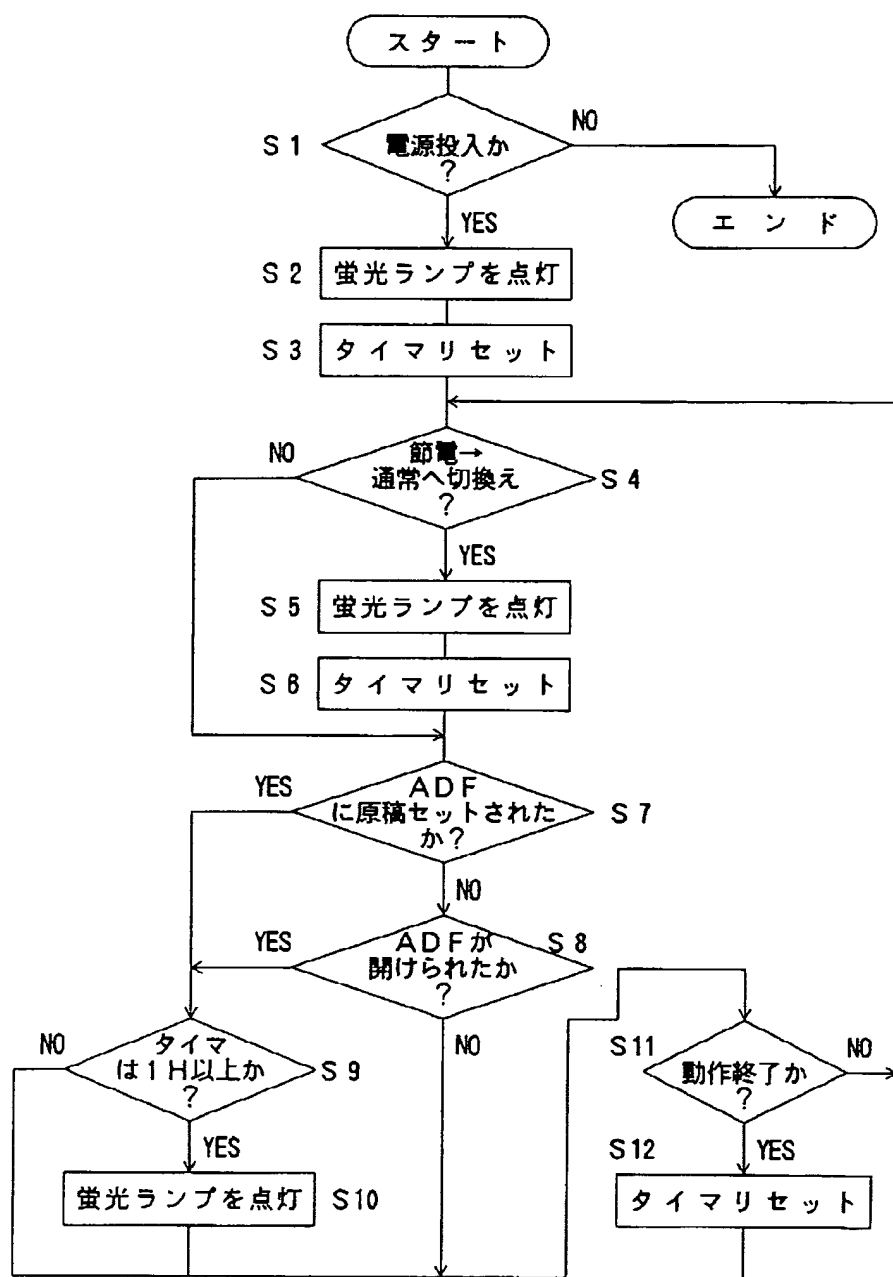 スタート
S1
電源投入か
?
NO
エンド
YES
S2
蛍光ランプを点灯
S3
タイマリセット
NO
節電→
通常へ切換え
?
S4
YES
S5
蛍光ランプを点灯
S6
タイマリセット
YES
ADF
に原稿セットされた
か?
S7
NO
YES
ADFが
開けられたか
?
S8
NO
NO
タイマ
は1H以上か
?
S9
YES
蛍光ランプを点灯
S10
S11
動作終了か
?
NO
YES
S12
タイマリセット